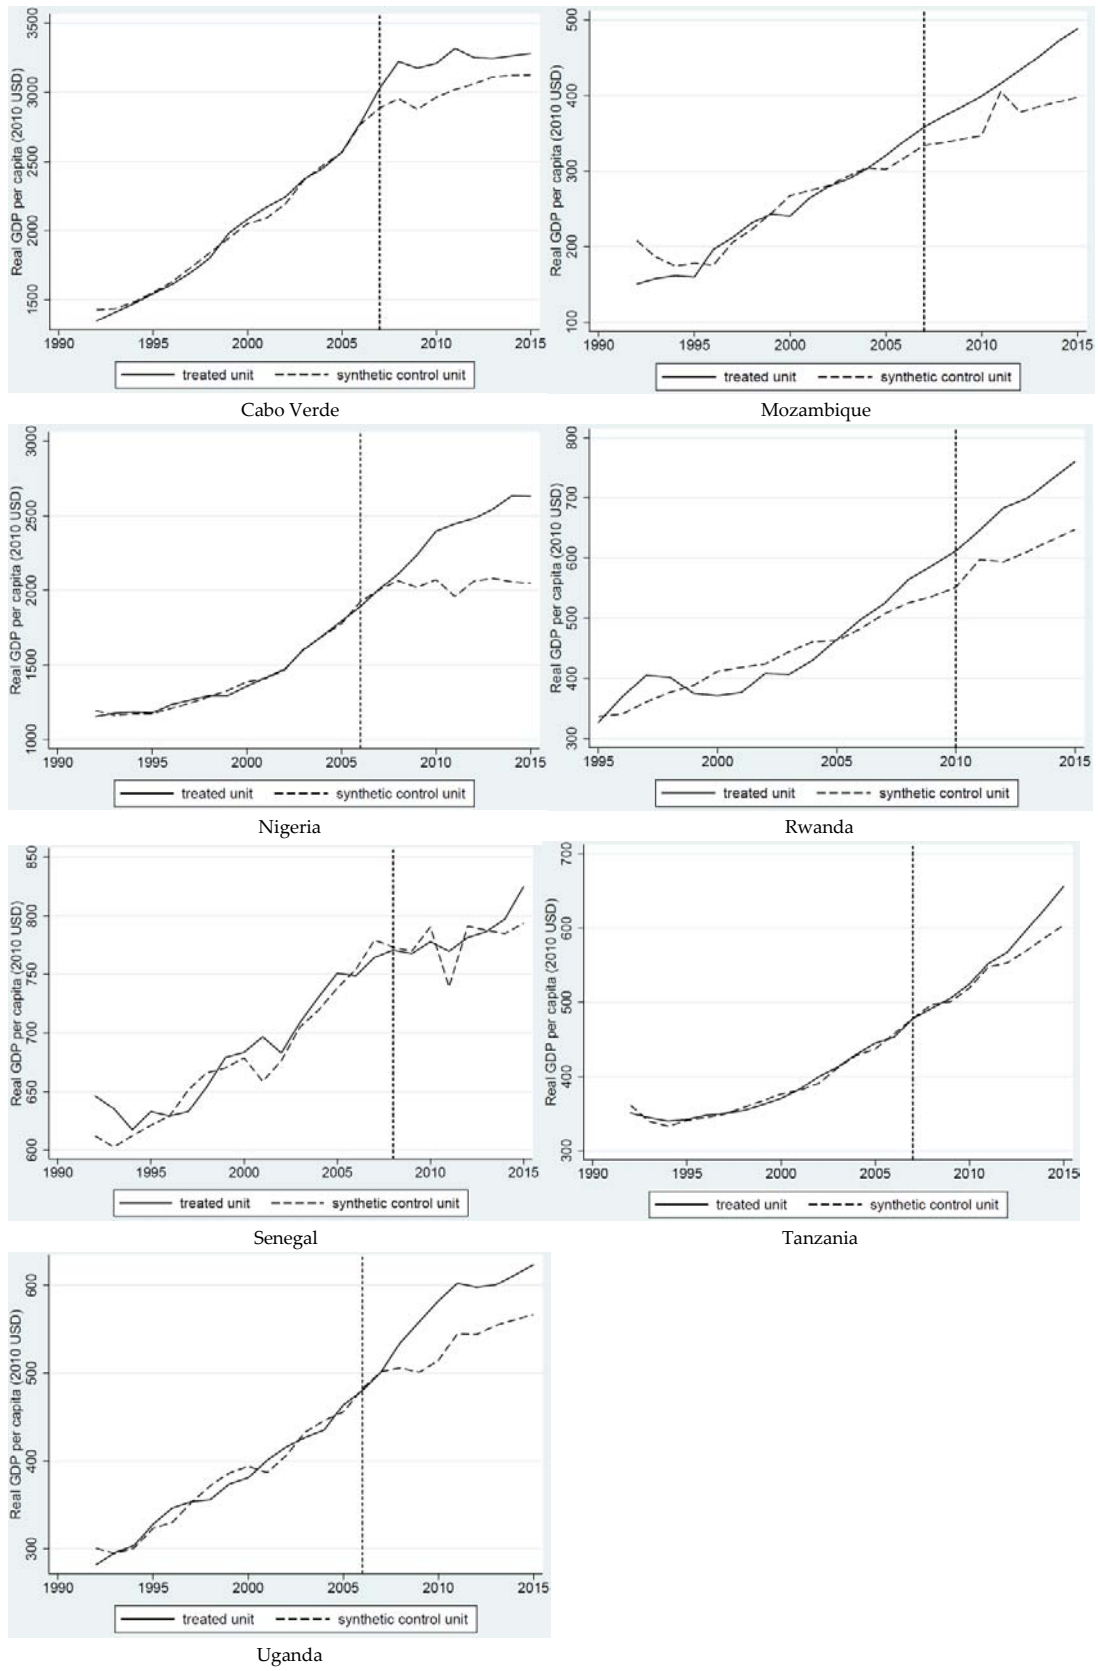 Real GDP per capita (2010 USD)
3500
3000
2500
2000
1500
1990 1995 2000 2005 2010 2015
treated unit synthetic control unit
Cabo Verde
Real GDP per capita (2010 USD)
500
400
300
200
100
1990 1995 2000 2005 2010 2015
treated unit synthetic control unit
Mozambique
Real GDP per capita (2010 USD)
3000
2500
2000
1500
1000
1990 1995 2000 2005 2010 2015
treated unit synthetic control unit
Nigeria
Real GDP per capita (2010 USD)
800
700
600
500
400
300
1995 2000 2005 2010 2015
treated unit synthetic control unit
Rwanda
Real GDP per capita (2010 USD)
850
800
750
700
650
600
1990 1995 2000 2005 2010 2015
treated unit synthetic control unit
Senegal
Real GDP per capita (2010 USD)
700
600
500
400
300
1990 1995 2000 2005 2010 2015
treated unit synthetic control unit
Tanzania
Real GDP per capita (2010 USD)
600
500
400
300
1990 1995 2000 2005 2010 2015
treated unit synthetic control unit
Uganda